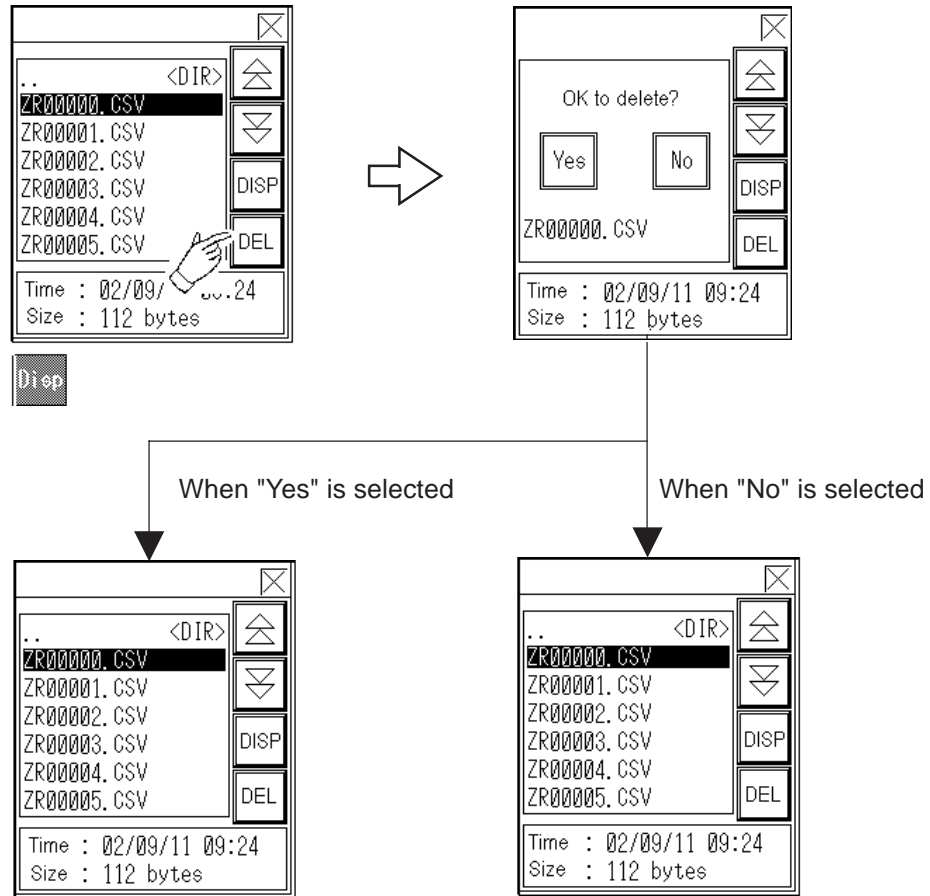 .. <DIR>
ZR00000.CSV
ZR00001.CSV
ZR00002.CSV
ZR00003.CSV
ZR00004.CSV
ZR00005.CSV
DISP
DEL
Time : 02/09/ :24
Size : 112 bytes
Disp
OK to delete?
Yes No
ZR00000.CSV
DISP
DEL
Time : 02/09/11 09:24
Size : 112 bytes
When "Yes" is selected
When "No" is selected
.. <DIR>
ZR00000.CSV
ZR00001.CSV
ZR00002.CSV
ZR00003.CSV
ZR00004.CSV
ZR00005.CSV
DISP
DEL
Time : 02/09/11 09:24
Size : 112 bytes
.. <DIR>
ZR00000.CSV
ZR00001.CSV
ZR00002.CSV
ZR00003.CSV
ZR00004.CSV
ZR00005.CSV
DISP
DEL
Time : 02/09/11 09:24
Size : 112 bytes